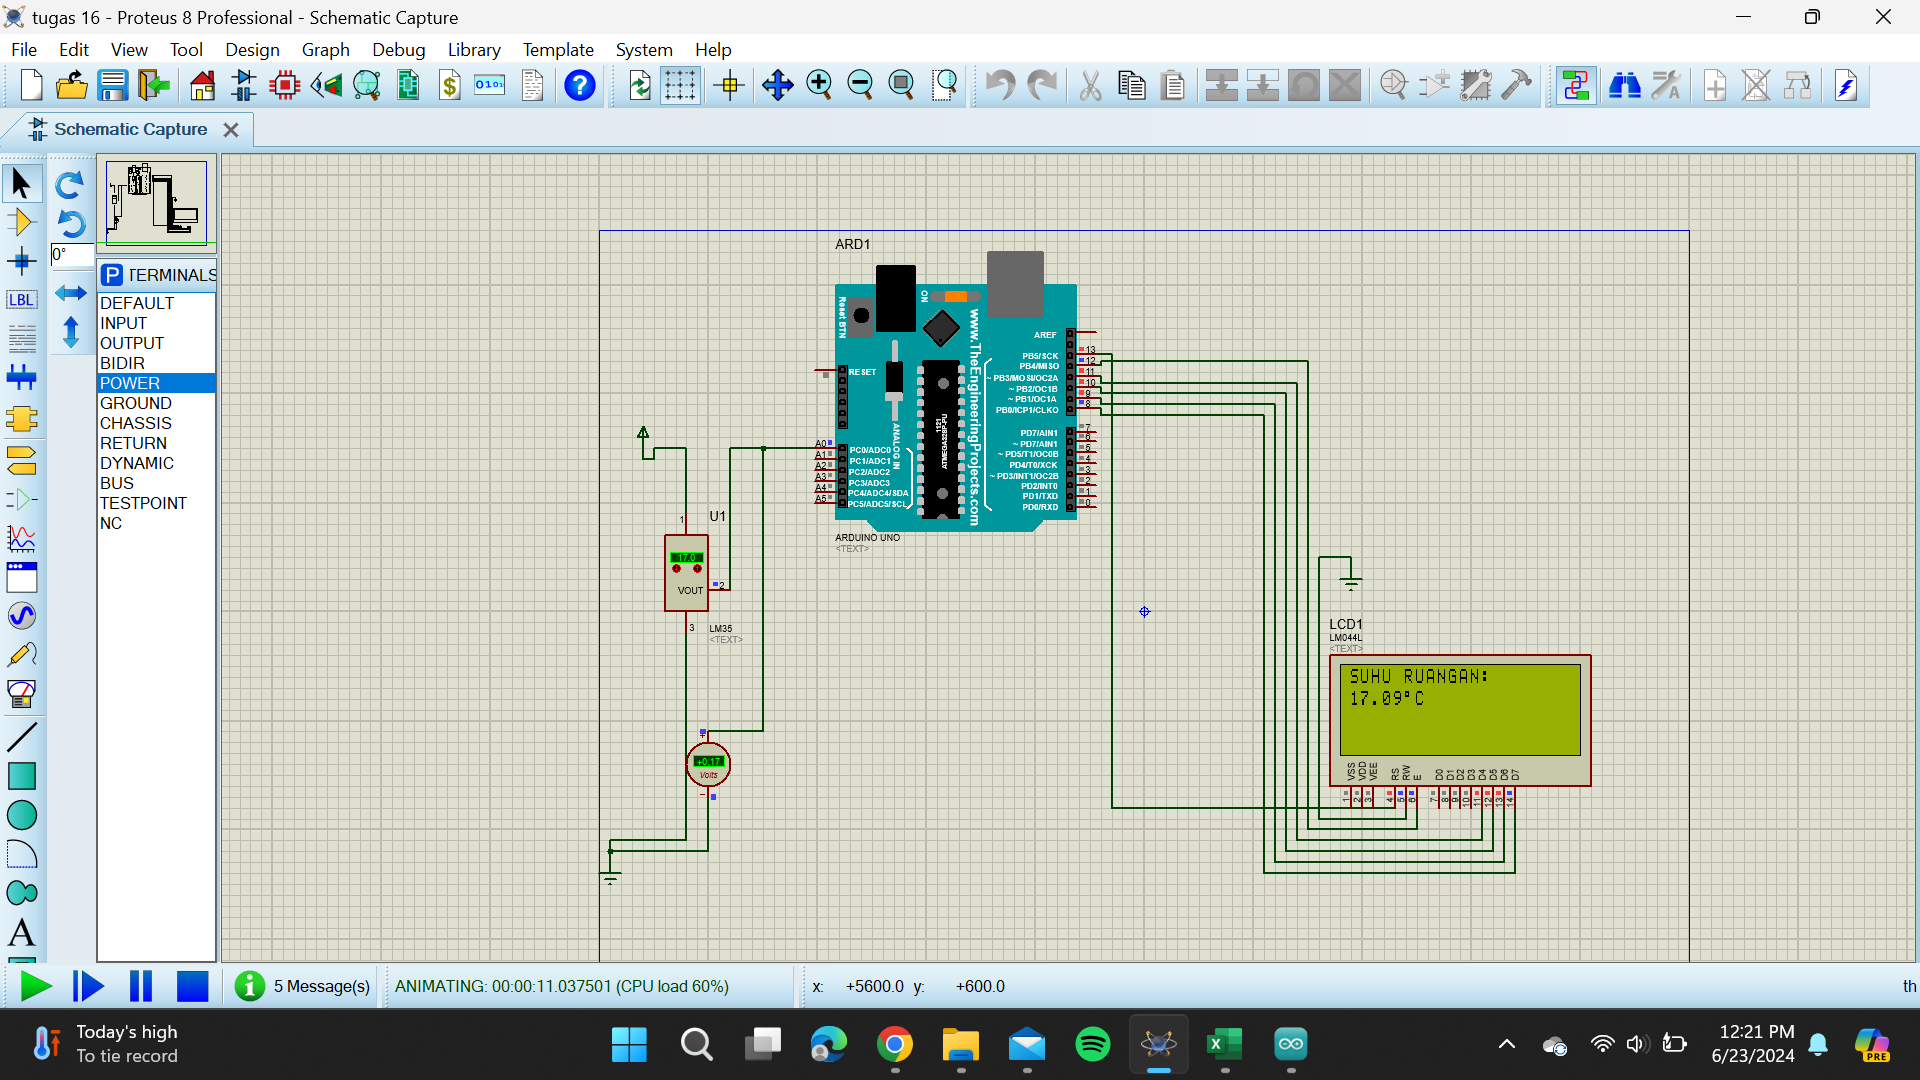 tugas 16 - Proteus 8 Professional - Schematic Capture
File Edit View Tool Design Graph Debug Library Template System Help
Schematic Capture
0°
P TERMINALS
DEFAULT
INPUT
OUTPUT
BIDIR
POWER
GROUND
CHASSIS
RETURN
DYNAMIC
BUS
TESTPOINT
NC
LBL
A
ARD1
Reset BTN
ON
www.TheEngineeringProjects.com
ANALOG IN
ATMEGA328P-PU
1121
RESET
AREF
PB5/SCK 13
PB4/MISO 12
~ PB3/MOSI/OC2A 11
~ PB2/OC1B 10
~ PB1/OC1A 9
PB0/ICP1/CLKO 8
PD7/AIN1 7
~ PD7/AIN1 6
~ PD5/T1/OC0B 5
PD4/T0/XCK 4
~ PD3/INT1/OC2B 3
PD2/INT0 2
PD1/TXD 1
PD0/RXD 0
A0 PC0/ADC0
A1 PC1/ADC1
A2 PC2/ADC2
A3 PC3/ADC3
A4 PC4/ADC4/SDA
A5 PC5/ADC5/SCL
ARDUINO UNO
<TEXT>
1
U1
17.0
VOUT 2
3
LM35
<TEXT>
+
+0.17
Volts
-
LCD1
LM044L
<TEXT>
SUHU RUANGAN:
17.09°C
VSS VDD VEE RS RW E D0 D1 D2 D3 D4 D5 D6 D7
1 2 3 4 5 6 7 8 9 10 11 12 13 14
5 Message(s)
ANIMATING: 00:00:11.037501 (CPU load 60%)
x: +5600.0 y: +600.0
th
Today's high
To tie record
12:21 PM
6/23/2024
PRE